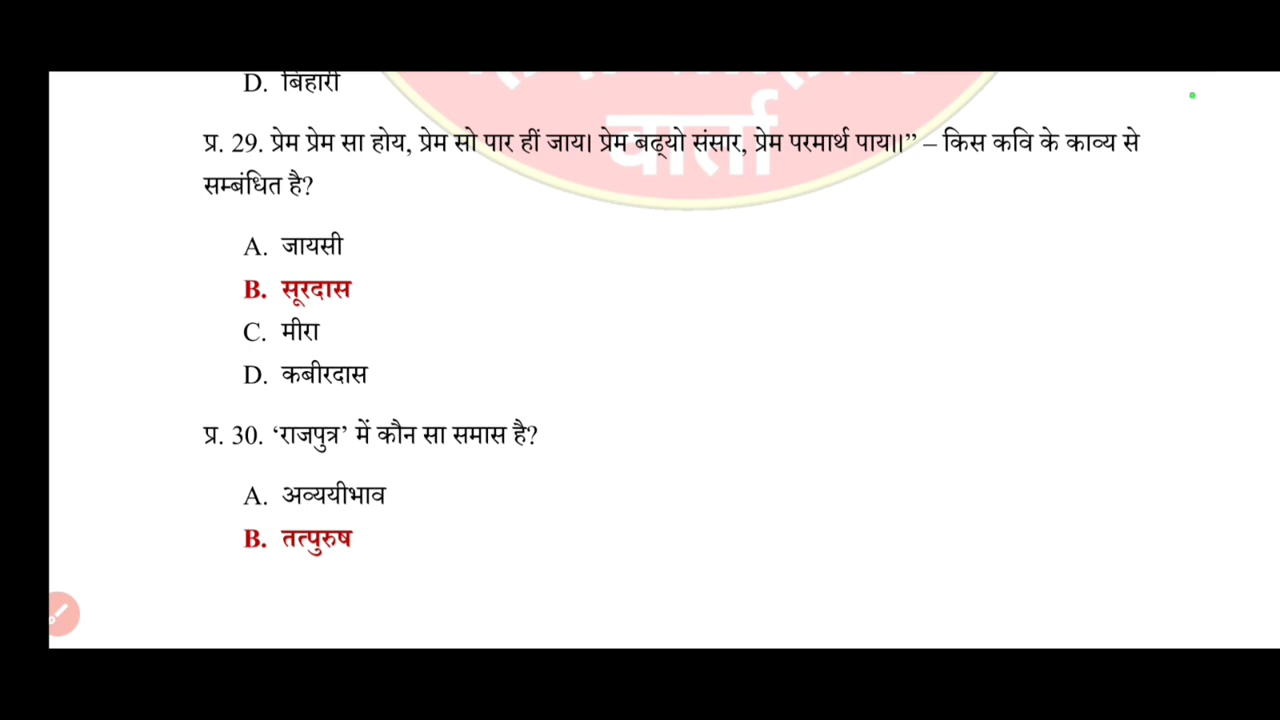 D. बिहारी
प्र. 29. प्रेम प्रेम सा होय, प्रेम सो पार हीं जाय। प्रेम बढ्यो संसार, प्रेम परमार्थ पाय॥” – किस कवि के काव्य से
सम्बंधित है?
A. जायसी
B. सूरदास
C. मीरा
D. कबीरदास
प्र. 30. ‘राजपुत्र’ में कौन सा समास है?
A. अव्ययीभाव
B. तत्पुरुष
वार्ता